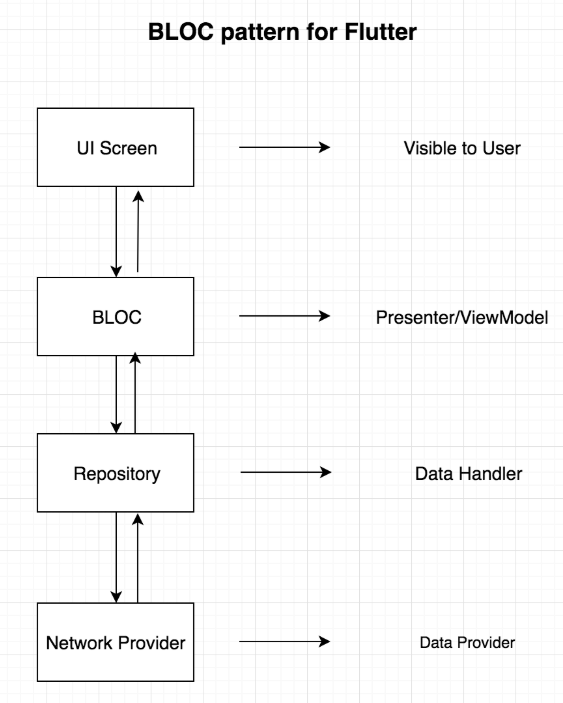 BLOC pattern for Flutter
UI Screen
Visible to User
BLOC
Presenter/ViewModel
Repository
Data Handler
Network Provider
Data Provider